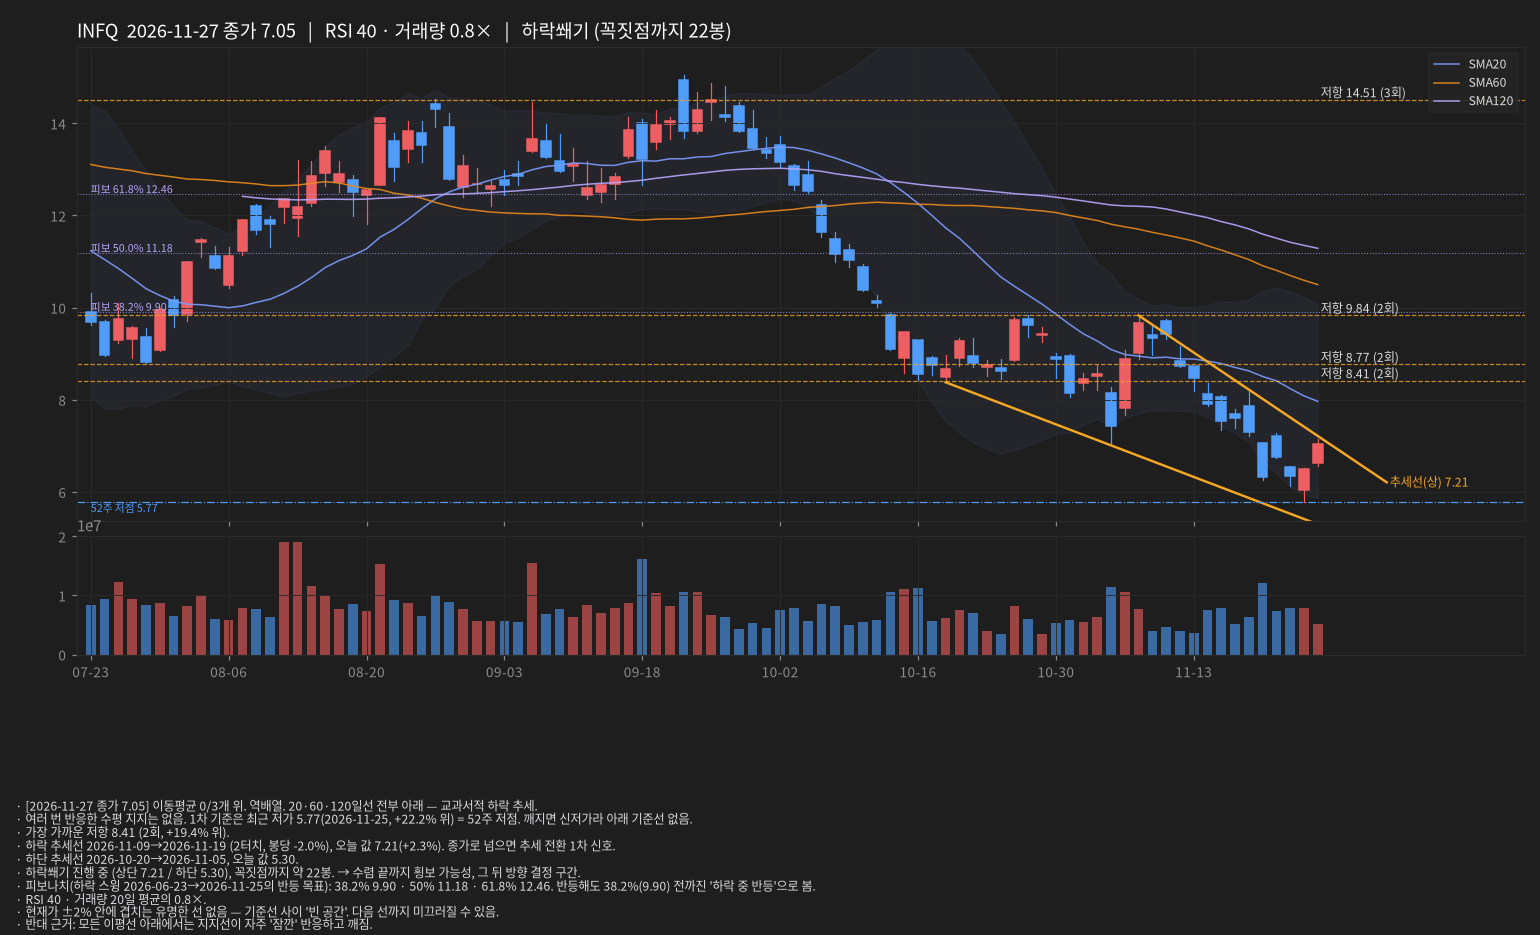 INFQ 2026-11-27 종가 7.05 | RSI 40 · 거래량 0.8× | 하락쐐기 (꼭짓점까지 22봉)
SMA20
SMA60
SMA120
저항 14.51 (3회)
14
피보 61.8% 12.46
12
피보 50.0% 11.18
10
피보 38.2% 9.90
저항 9.84 (2회)
저항 8.77 (2회)
저항 8.41 (2회)
8
추세선(상) 7.21
6
52주 저점 5.77
1e7
2
1
0
07-23 08-06 08-20 09-03 09-18 10-02 10-16 10-30 11-13
· [2026-11-27 종가 7.05] 이동평균 0/3개 위. 역배열. 20·60·120일선 전부 아래 — 교과서적 하락 추세.
· 여러 번 반응한 수평 지지는 없음. 1차 기준은 최근 저가 5.77(2026-11-25, +22.2% 위) = 52주 저점. 깨지면 신저가라 아래 기준선 없음.
· 가장 가까운 저항 8.41 (2회, +19.4% 위).
· 하락 추세선 2026-11-09→2026-11-19 (2터치, 봉당 -2.0%), 오늘 값 7.21(+2.3%). 종가로 넘으면 추세 전환 1차 신호.
· 하단 추세선 2026-10-20→2026-11-05, 오늘 값 5.30.
· 하락쐐기 진행 중 (상단 7.21 / 하단 5.30), 꼭짓점까지 약 22봉. → 수렴 끝까지 횡보 가능성, 그 뒤 방향 결정 구간.
· 피보나치(하락 스윙 2026-06-23→2026-11-25의 반등 목표): 38.2% 9.90 · 50% 11.18 · 61.8% 12.46. 반등해도 38.2%(9.90) 전까진 '하락 중 반등'으로 봄.
· RSI 40 · 거래량 20일 평균의 0.8×.
· 현재가 ±2% 안에 겹치는 유명한 선 없음 — 기준선 사이 '빈 공간'. 다음 선까지 미끄러질 수 있음.
· 반대 근거: 모든 이평선 아래에서는 지지선이 자주 '잠깐' 반응하고 깨짐.